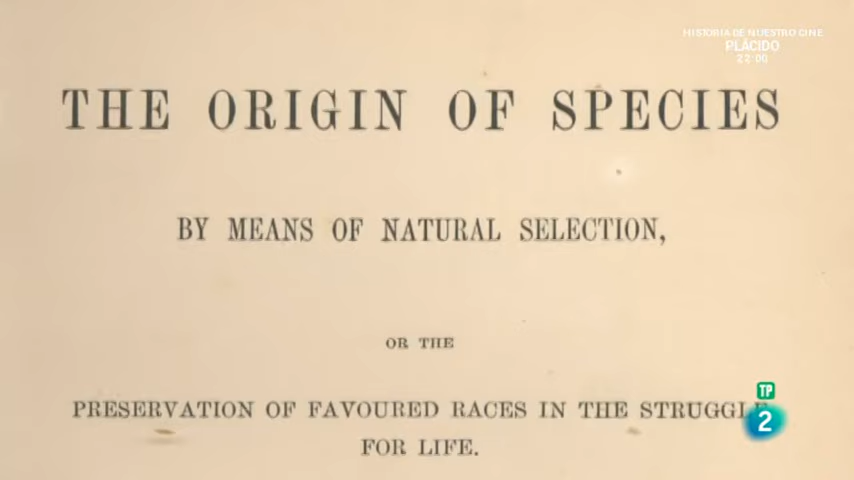 HISTORIA DE NUESTRO CINE
PLÁCIDO
22:00
THE ORIGIN OF SPECIES
BY MEANS OF NATURAL SELECTION,
OR THE
PRESERVATION OF FAVOURED RACES IN THE STRUGGLE
FOR LIFE.
TP
2